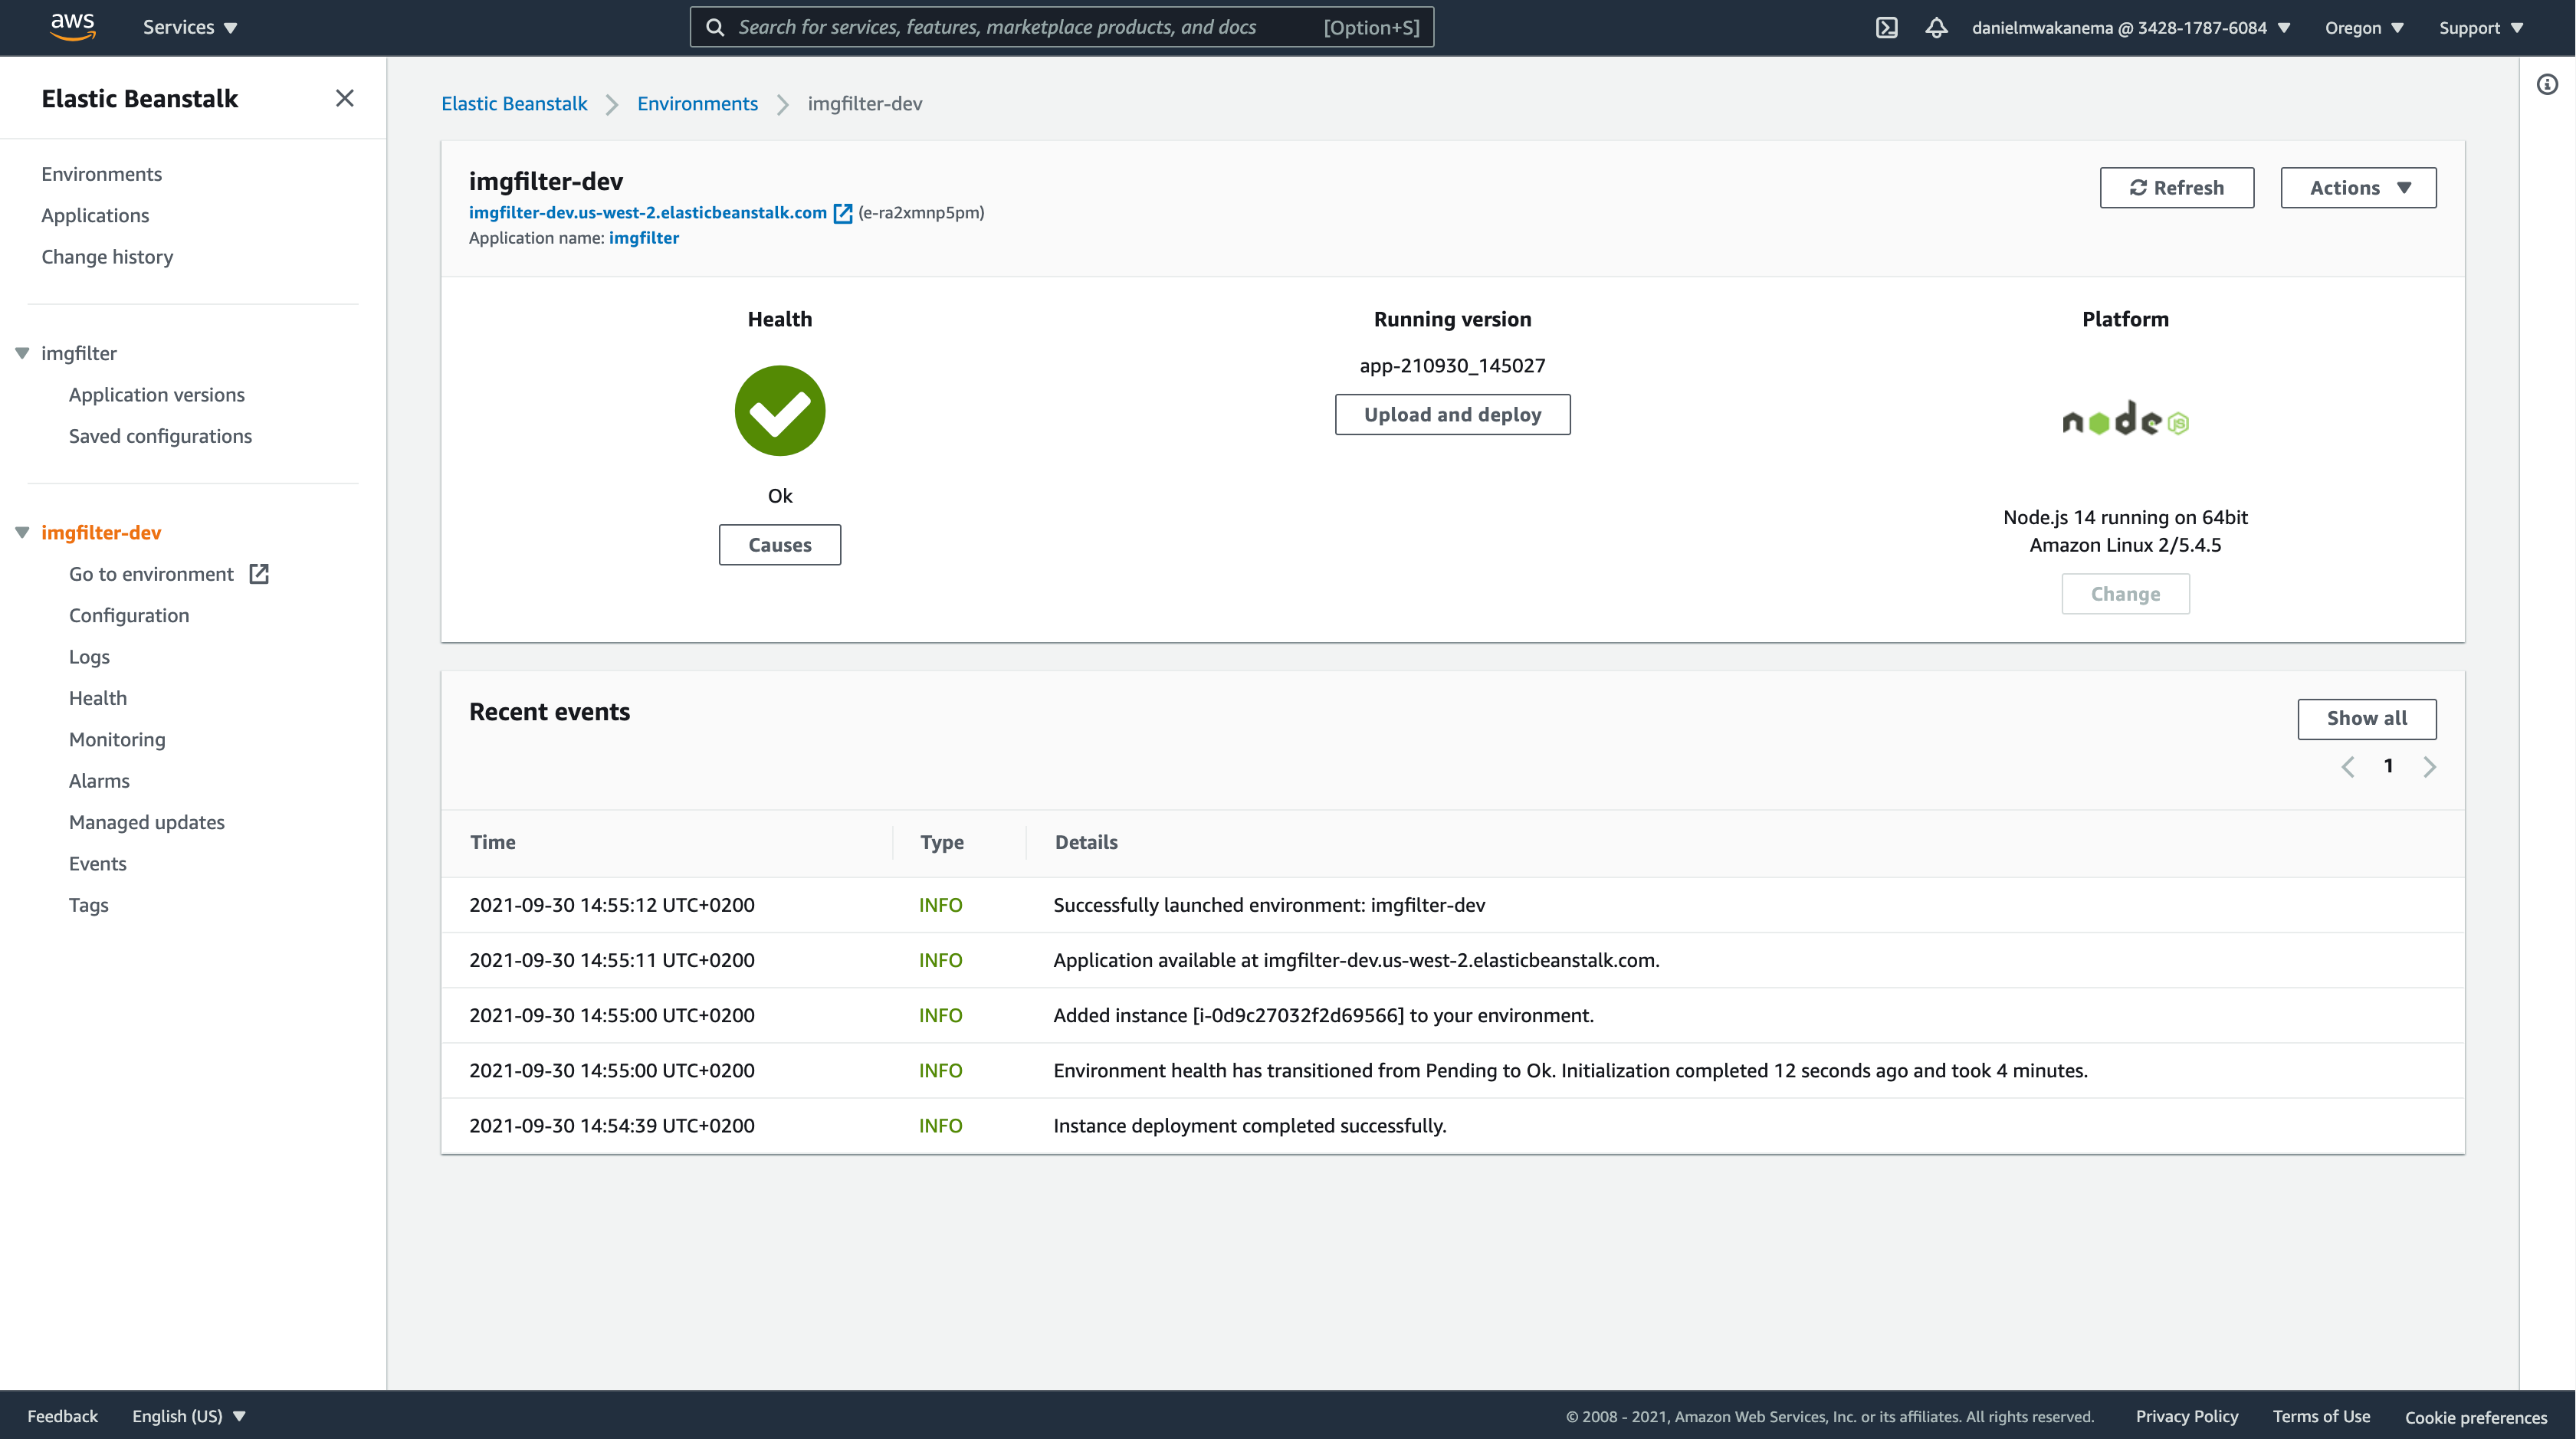 aws
Services
Search for services, features, marketplace products, and docs [Option+S]
danielmwakanema @ 3428-1787-6084
Oregon
Support
Elastic Beanstalk
Environments
Applications
Change history
imgfilter
Application versions
Saved configurations
imgfilter-dev
Go to environment
Configuration
Logs
Health
Monitoring
Alarms
Managed updates
Events
Tags
Elastic Beanstalk > Environments > imgfilter-dev
imgfilter-dev
imgfilter-dev.us-west-2.elasticbeanstalk.com (e-ra2xmnp5pm)
Application name: imgfilter
Refresh
Actions
Health
Ok
Causes
Running version
app-210930_145027
Upload and deploy
Platform
node JS
Node.js 14 running on 64bit
Amazon Linux 2/5.4.5
Change
Recent events
Show all
1
Time Type Details
2021-09-30 14:55:12 UTC+0200 INFO Successfully launched environment: imgfilter-dev
2021-09-30 14:55:11 UTC+0200 INFO Application available at imgfilter-dev.us-west-2.elasticbeanstalk.com.
2021-09-30 14:55:00 UTC+0200 INFO Added instance [i-0d9c27032f2d69566] to your environment.
2021-09-30 14:55:00 UTC+0200 INFO Environment health has transitioned from Pending to Ok. Initialization completed 12 seconds ago and took 4 minutes.
2021-09-30 14:54:39 UTC+0200 INFO Instance deployment completed successfully.
Feedback English (US) © 2008 - 2021, Amazon Web Services, Inc. or its affiliates. All rights reserved. Privacy Policy Terms of Use Cookie preferences